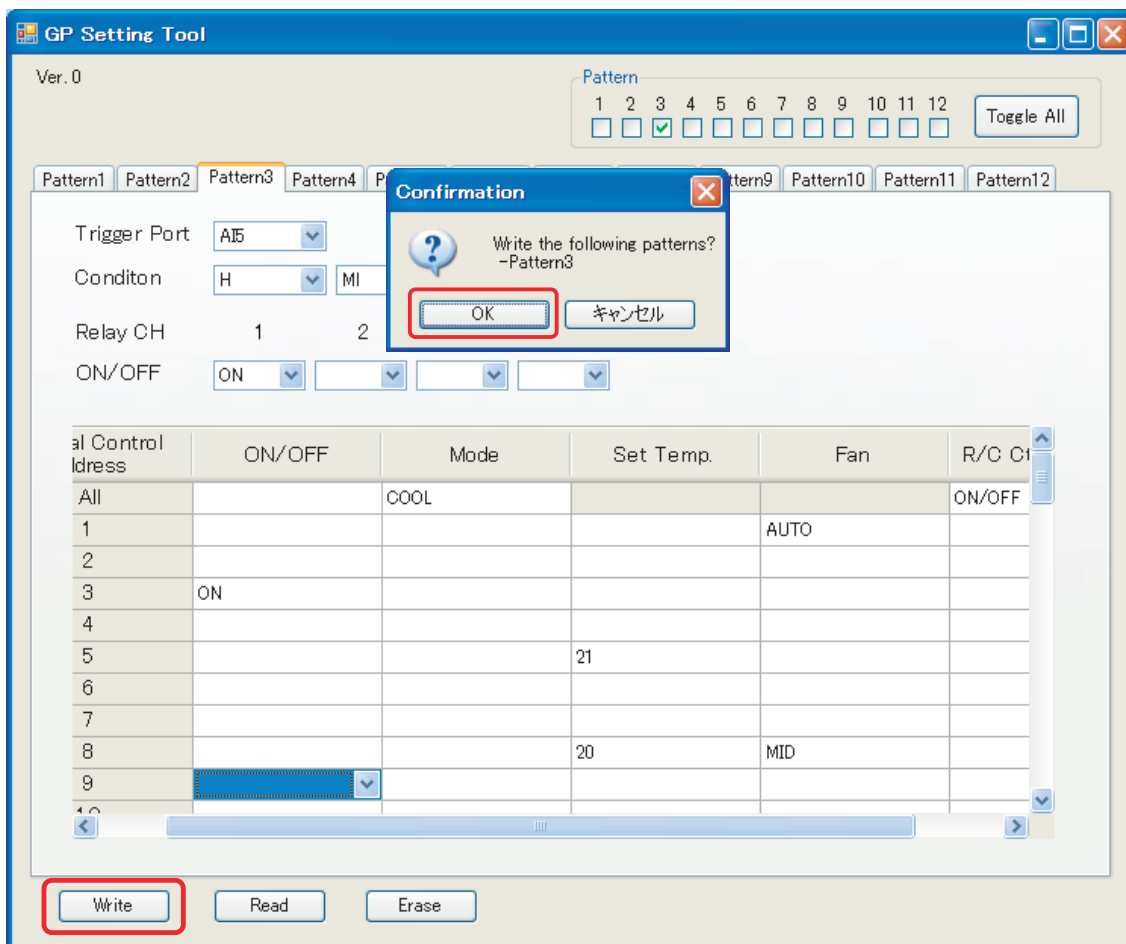 GP Setting Tool
Ver. 0
Pattern
1 2 3 4 5 6 7 8 9 10 11 12
Toggle All
Pattern1 Pattern2 Pattern3 Pattern4 P ttern9 Pattern10 Pattern11 Pattern12
Confirmation
Write the following patterns?
-Pattern3
OK キャンセル
Trigger Port AI5
Conditon H MI
Relay CH 1 2
ON/OFF ON
al Control
ldress ON/OFF Mode Set Temp. Fan R/C Ct
All COOL ON/OFF
1 AUTO
2
3 ON
4
5 21
6
7
8 20 MID
9
Write Read Erase